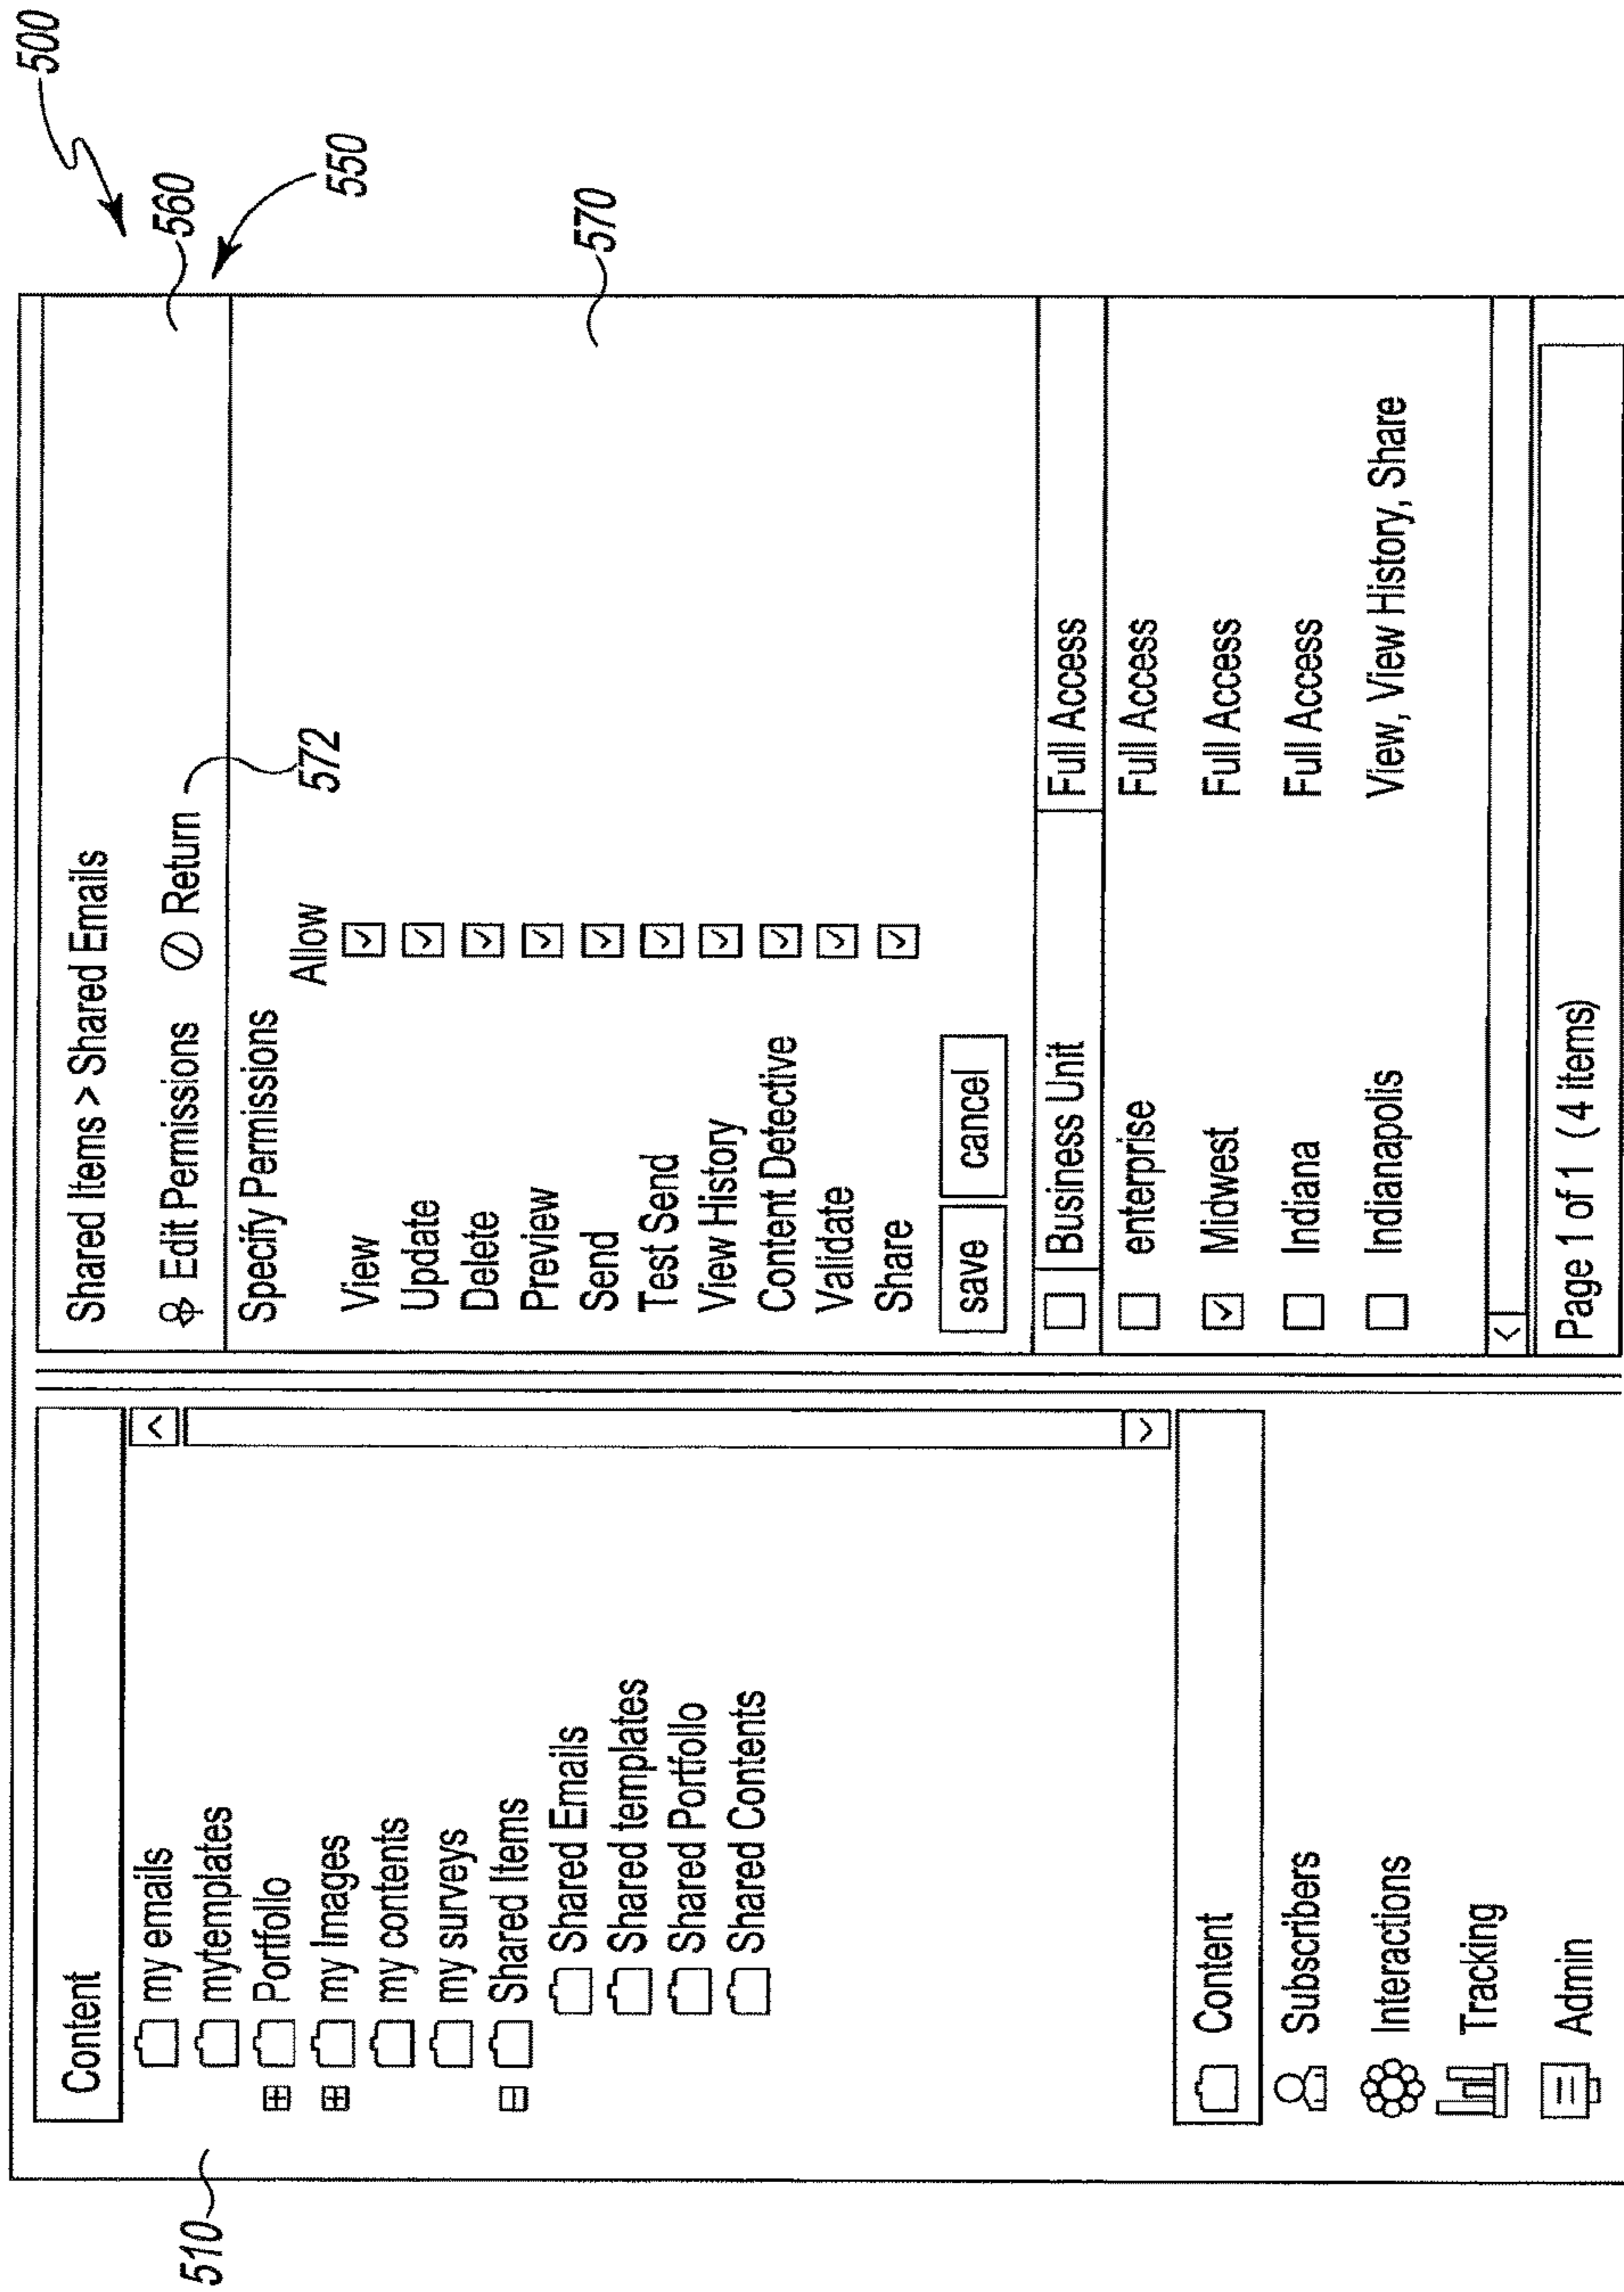 500
510
Content
my emails
mytemplates
Portfollo
my Images
my contents
my surveys
Shared Items
Shared Emails
Shared templates
Shared Portfollo
Shared Contents
Content
Subscribers
Interactions
Tracking
Admin
Shared Items > Shared Emails
560
Edit Permissions Return
550
572
Specify Permissions
Allow
View
Update
Delete
Preview
Send
Test Send
View History
Content Detective
Validate
Share
570
save cancel
Business Unit Full Access
enterprise Full Access
Midwest Full Access
Indiana Full Access
Indianapolis View, View History, Share
Page 1 of 1 (4 items)